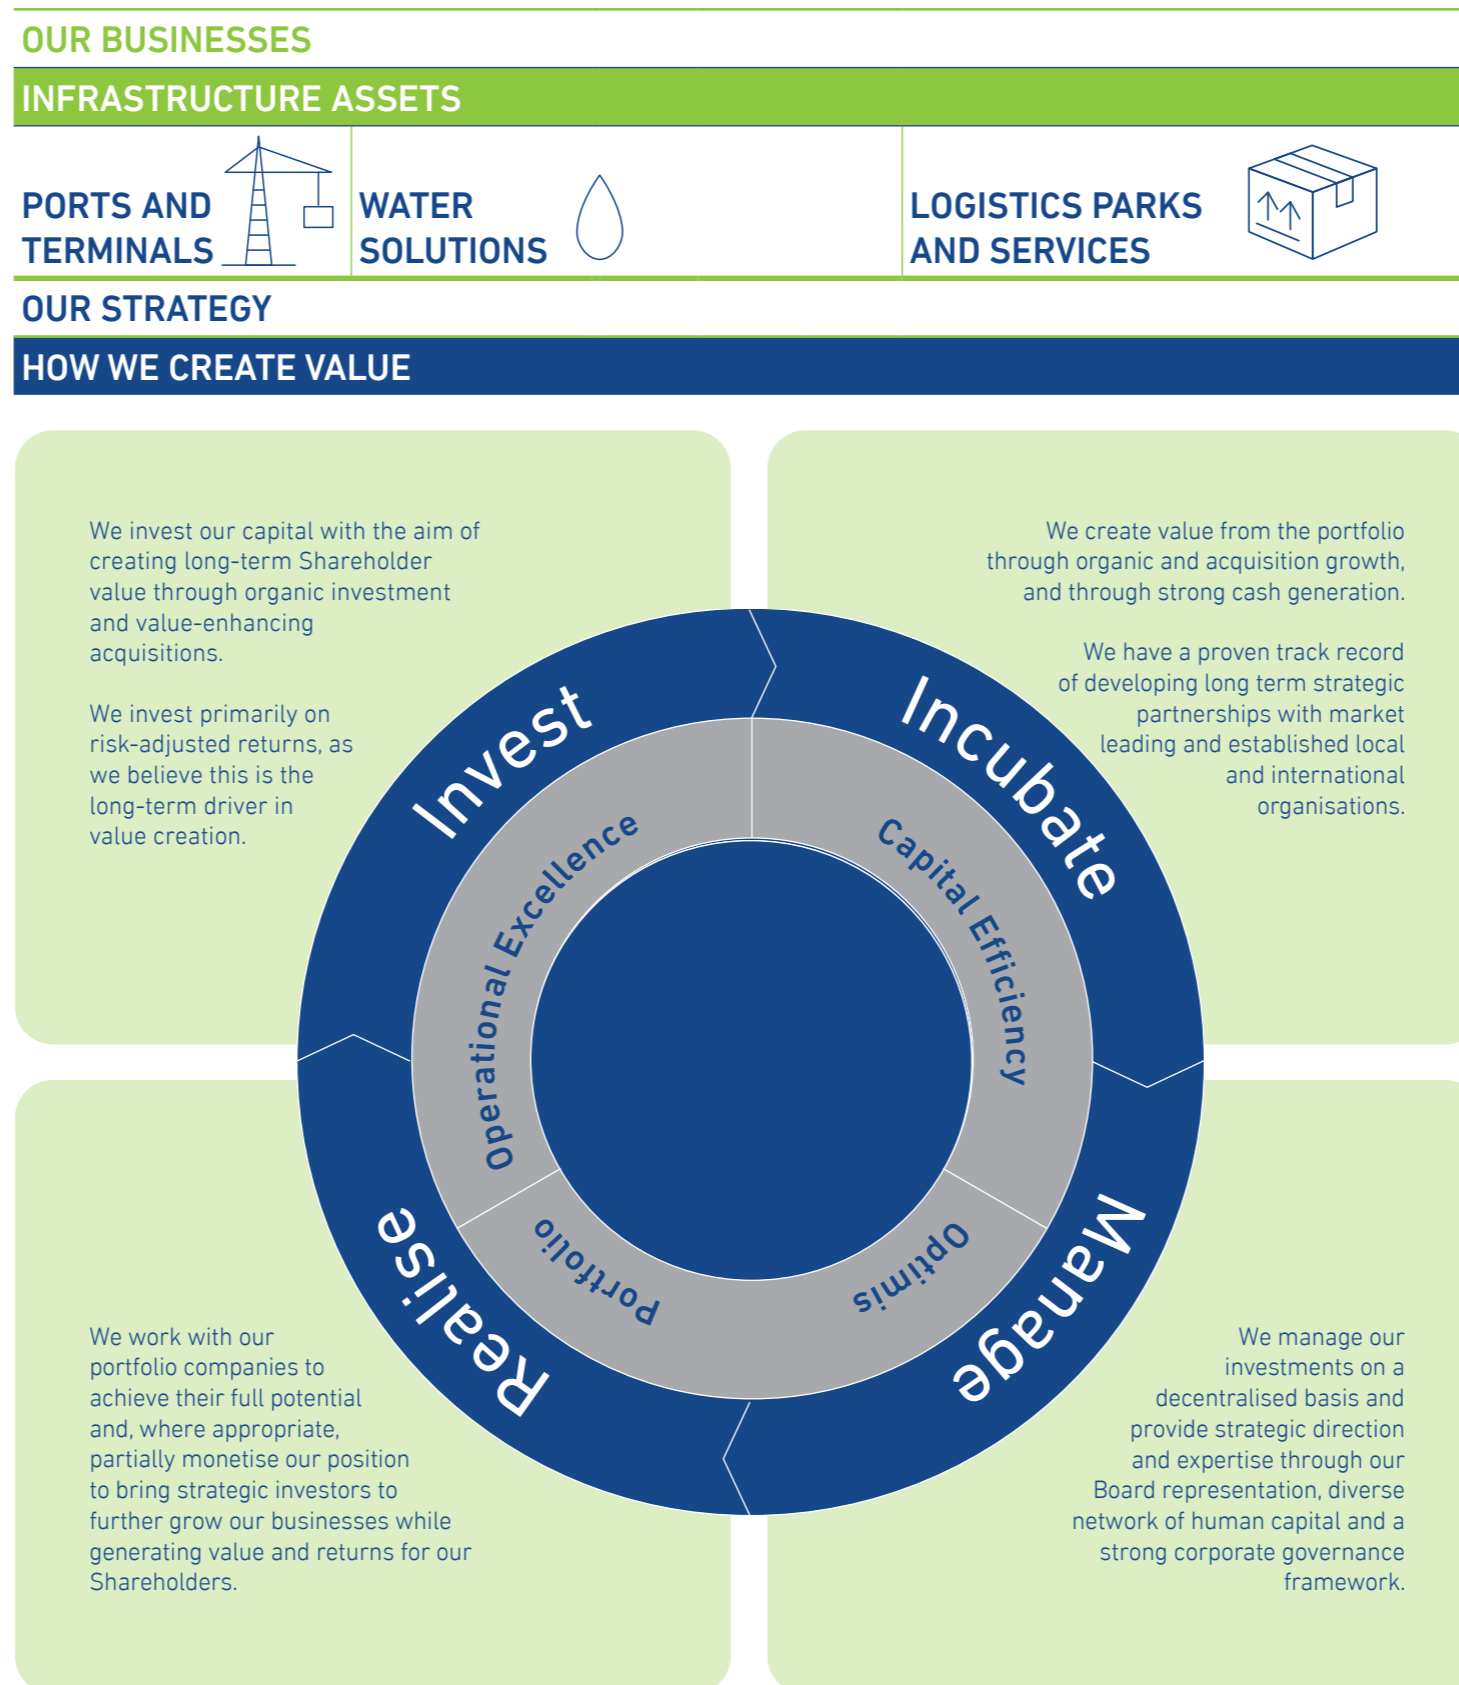 OUR BUSINESSES
INFRASTRUCTURE ASSETS
PORTS AND
TERMINALS
WATER
SOLUTIONS
LOGISTICS PARKS
AND SERVICES
OUR STRATEGY
HOW WE CREATE VALUE
We invest our capital with the aim of
creating long-term Shareholder
value through organic investment
and value-enhancing
acquisitions.
We invest primarily on
risk-adjusted returns, as
we believe this is the
long-term driver in
value creation.
We create value from the portfolio
through organic and acquisition growth,
and through strong cash generation.
We have a proven track record
of developing long term strategic
partnerships with market
leading and established local
and international
organisations.
Invest
Incubate
Operational Excellence
Capital Efficiency
Portfolio
Optimis
Realise
Manage
We work with our
portfolio companies to
achieve their full potential
and, where appropriate,
partially monetise our position
to bring strategic investors to
further grow our businesses while
generating value and returns for our
Shareholders.
We manage our
investments on a
decentralised basis and
provide strategic direction
and expertise through our
Board representation, diverse
network of human capital and a
strong corporate governance
framework.